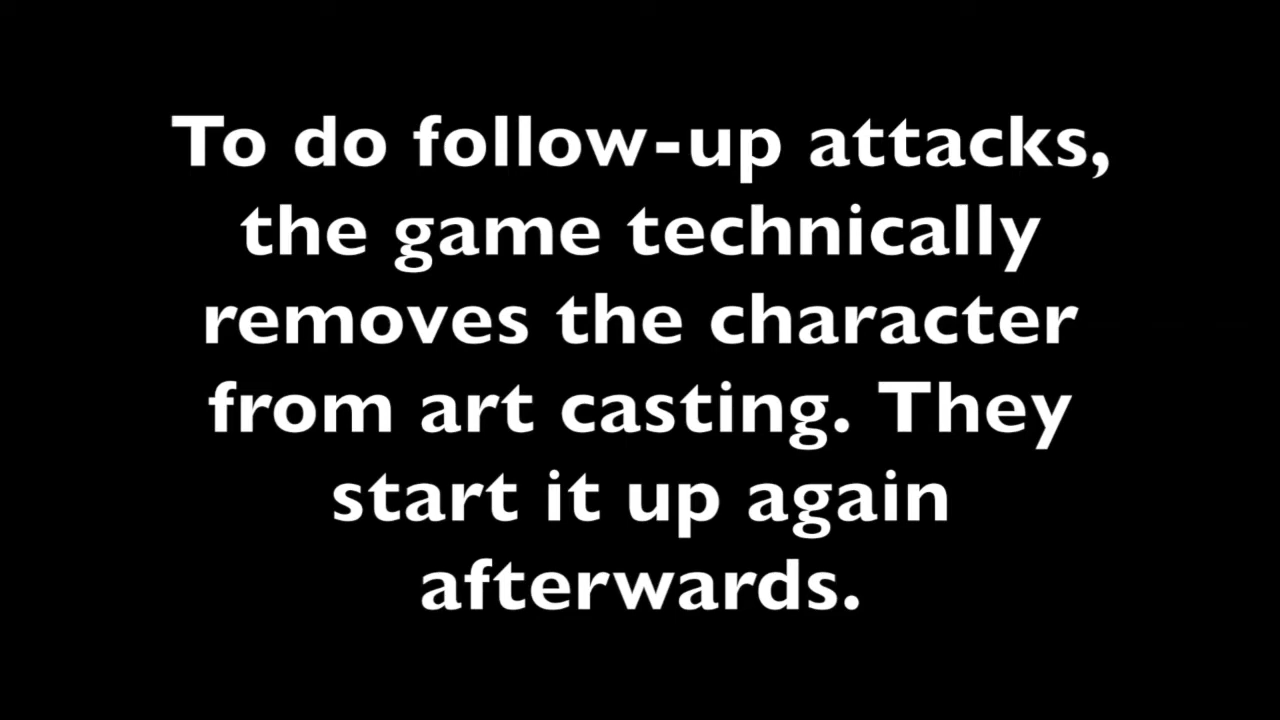 To do follow-up attacks,
the game technically
removes the character
from art casting. They
start it up again
afterwards.